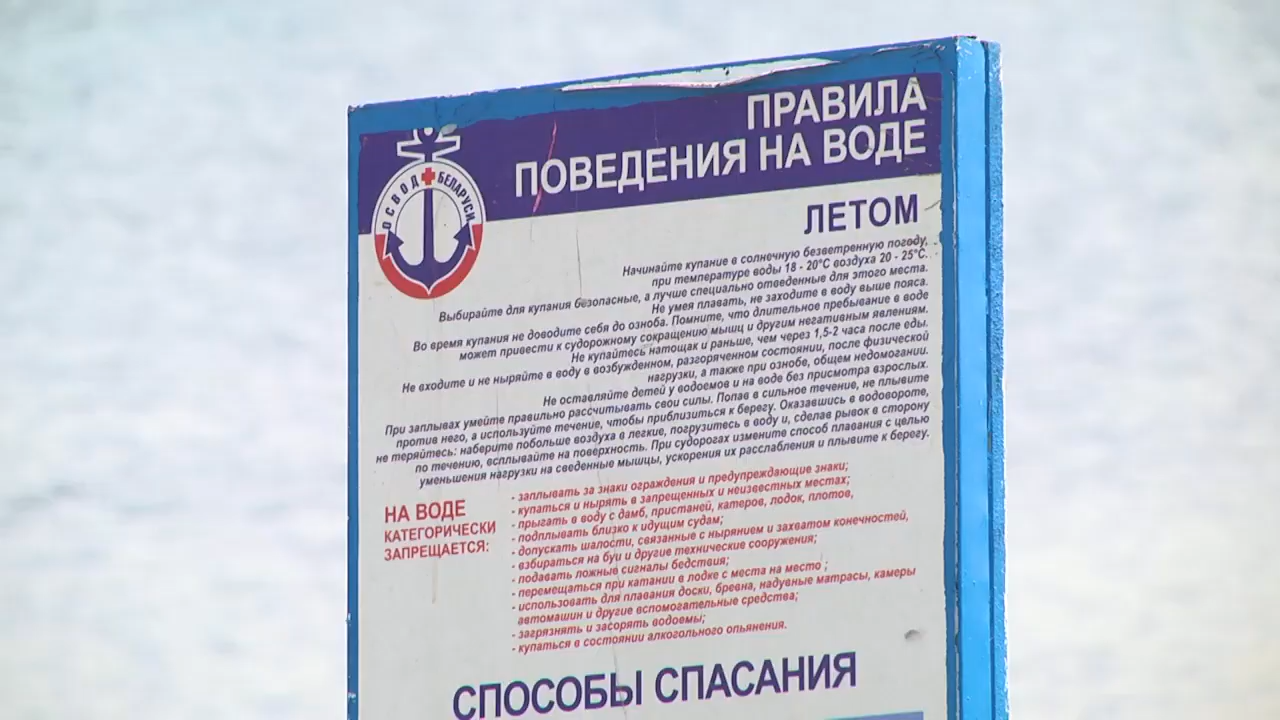 ПРАВИЛА
ПОВЕДЕНИЯ НА ВОДЕ
ОСВОД БЕЛАРУСИ
ЛЕТОМ
Начинайте купание в солнечную безветренную погоду,
при температуре воды 18 - 20°С воздуха 20 - 25°С.
Выбирайте для купания безопасные, а лучше специально отведенные для этого места.
Не умея плавать, не заходите в воду выше пояса.
Во время купания не доводите себя до озноба. Помните, что длительное пребывание в воде
может привести к судорожному сокращению мышц и другим негативным явлениям.
Не купайтесь натощак и раньше, чем через 1,5-2 часа после еды.
Не входите и не ныряйте в воду в возбужденном, разгоряченном состоянии, после физической
нагрузки, а также при ознобе, общем недомогании.
Не оставляйте детей у водоемов и на воде без присмотра взрослых.
При заплывах умейте правильно рассчитывать свои силы. Попав в сильное течение, не плывите
против него, а используйте течение, чтобы приблизиться к берегу. Оказавшись в водовороте,
не теряйтесь: наберите побольше воздуха в легкие, погрузитесь в воду и, сделав рывок в сторону
по течению, всплывайте на поверхность. При судорогах измените способ плавания с целью
уменьшения нагрузки на сведенные мышцы, ускорения их расслабления и плывите к берегу.
НА ВОДЕ
КАТЕГОРИЧЕСКИ
ЗАПРЕЩАЕТСЯ:
- заплывать за знаки ограждения и предупреждающие знаки;
- купаться и нырять в запрещенных и неизвестных местах;
- прыгать в воду с дамб, пристаней, катеров, лодок, плотов,
- подплывать близко к идущим судам;
- допускать шалости, связанные с нырянием и захватом конечностей,
- взбираться на буи и другие технические сооружения;
- подавать ложные сигналы бедствия;
- перемещаться при катании в лодке с места на место ;
- использовать для плавания доски, бревна, надувные матрасы, камеры
автомашин и другие вспомогательные средства;
- загрязнять и засорять водоемы;
- купаться в состоянии алкогольного опьянения.
СПОСОБЫ СПАСАНИЯ